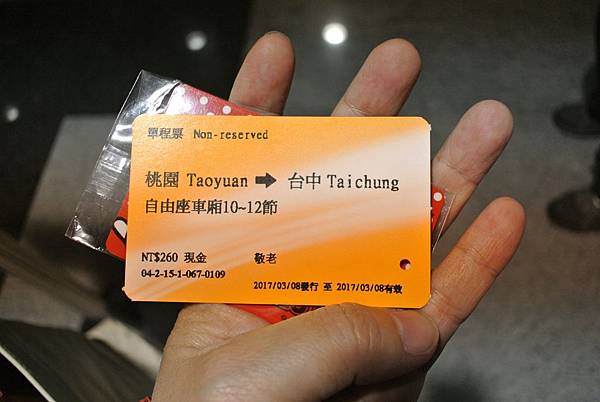 單程票 Non-reserved
桃園 Taoyuan ➡ 台中 Taichung
自由座車廂10~12節
NT$260 現金 敬老
04-2-15-1-067-0109
2017/03/08發行 至 2017/03/08有效